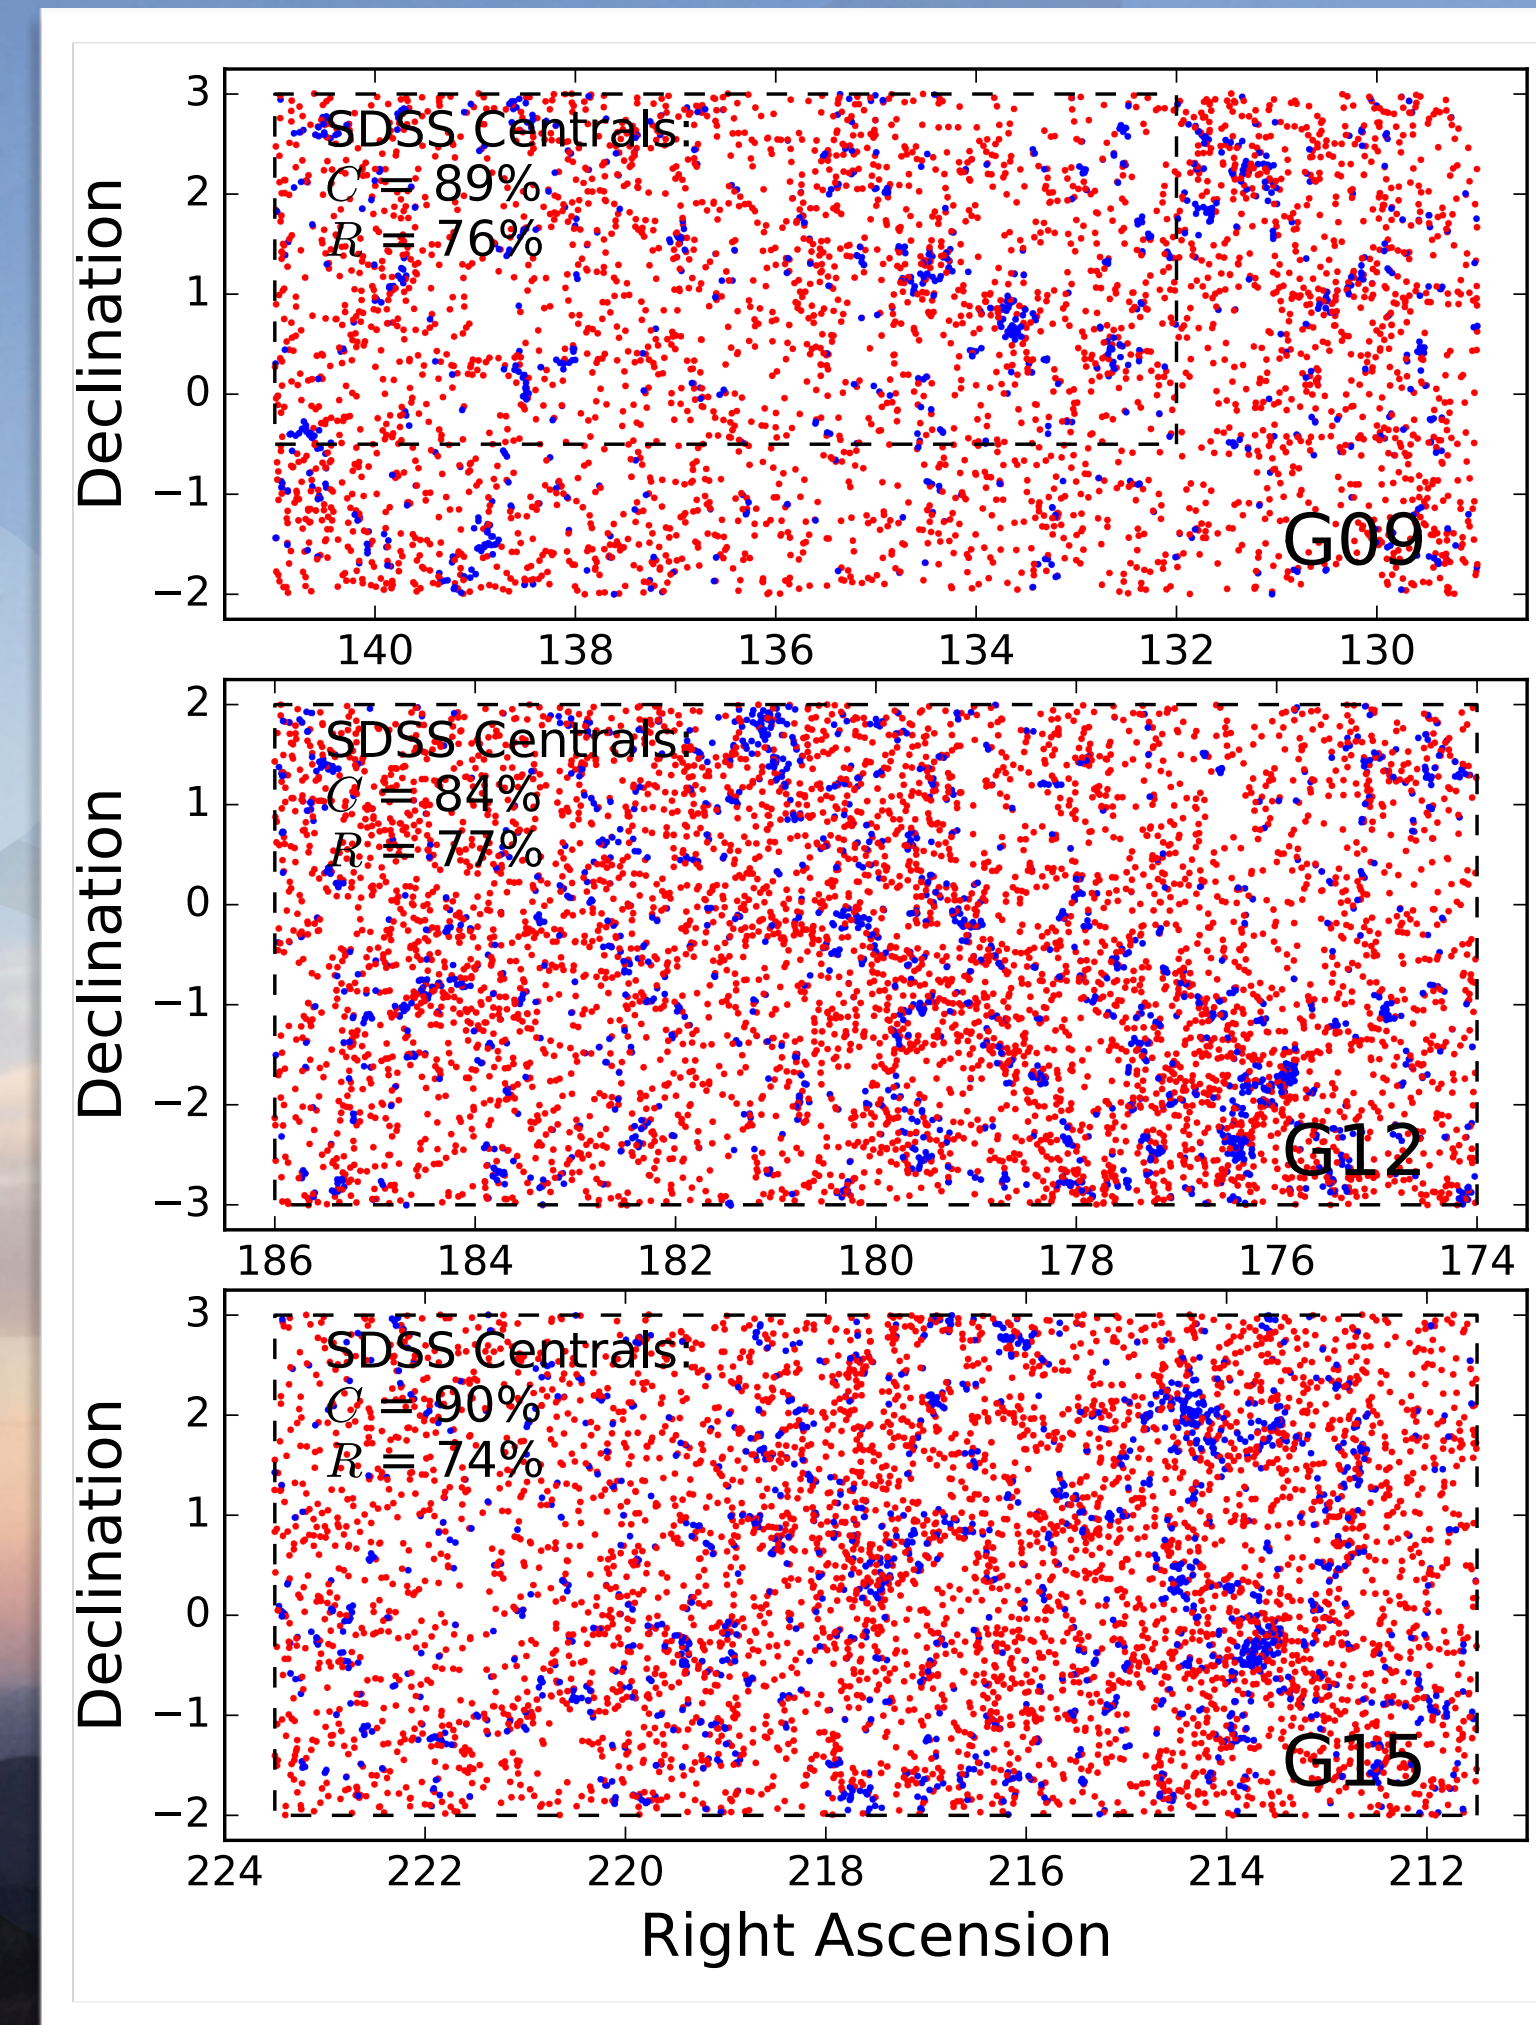 Declination
3
2
1
0
−1
−2
SDSS Centrals:
C = 89%
R = 76%
G09
140 138 136 134 132 130
Declination
2
1
0
−1
−2
−3
SDSS Centrals:
C = 84%
R = 77%
G12
186 184 182 180 178 176 174
Declination
3
2
1
0
−1
−2
SDSS Centrals:
C = 90%
R = 74%
G15
224 222 220 218 216 214 212
Right Ascension